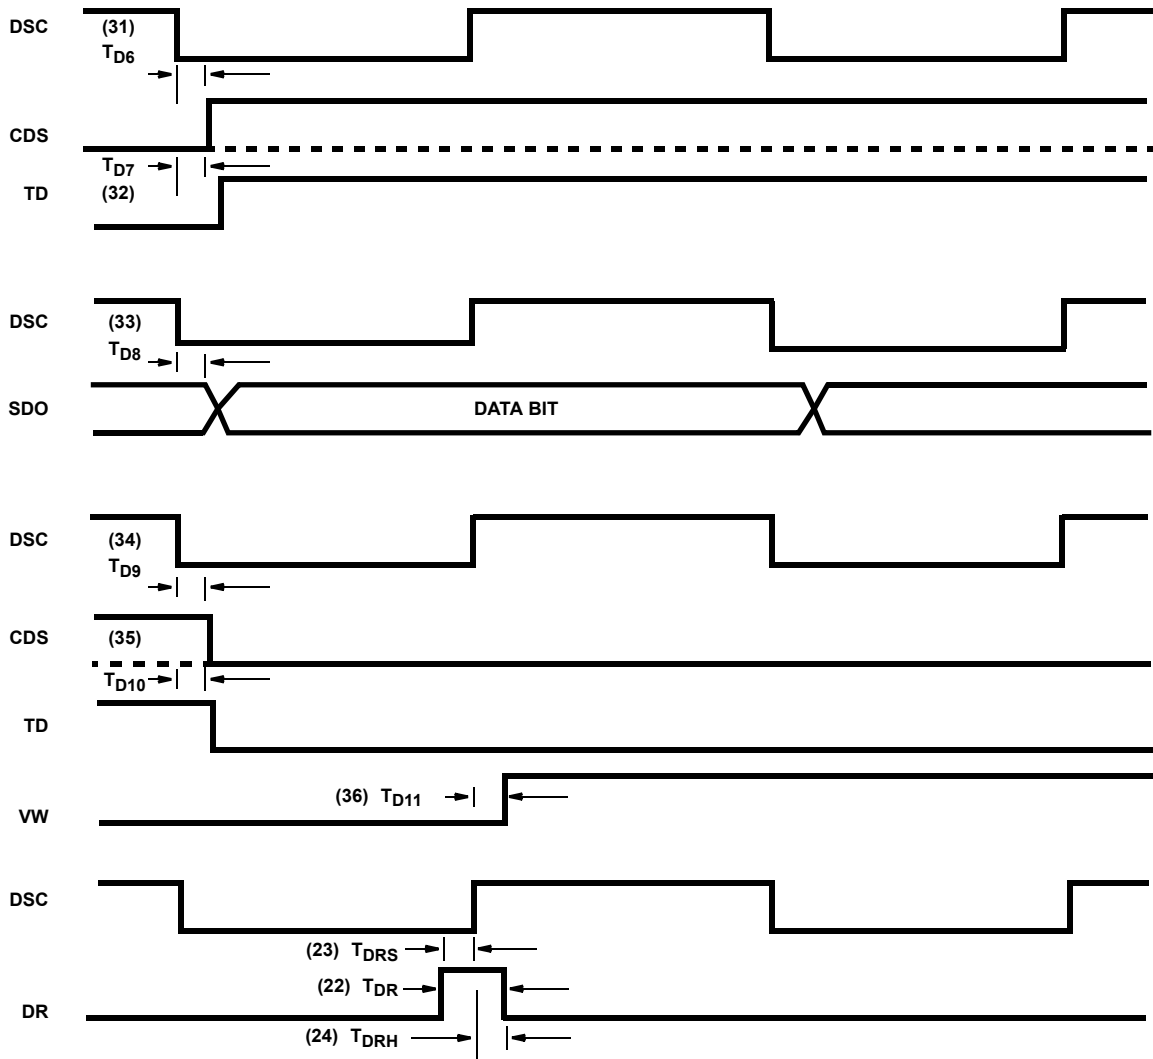 DSC (31)
TD6
CDS
TD7
TD (32)
DSC (33)
TD8
SDO DATA BIT
DSC (34)
TD9
CDS (35)
TD10
TD
(36) TD11
VW
DSC
(23) TDRS
(22) TDR
DR
(24) TDRH